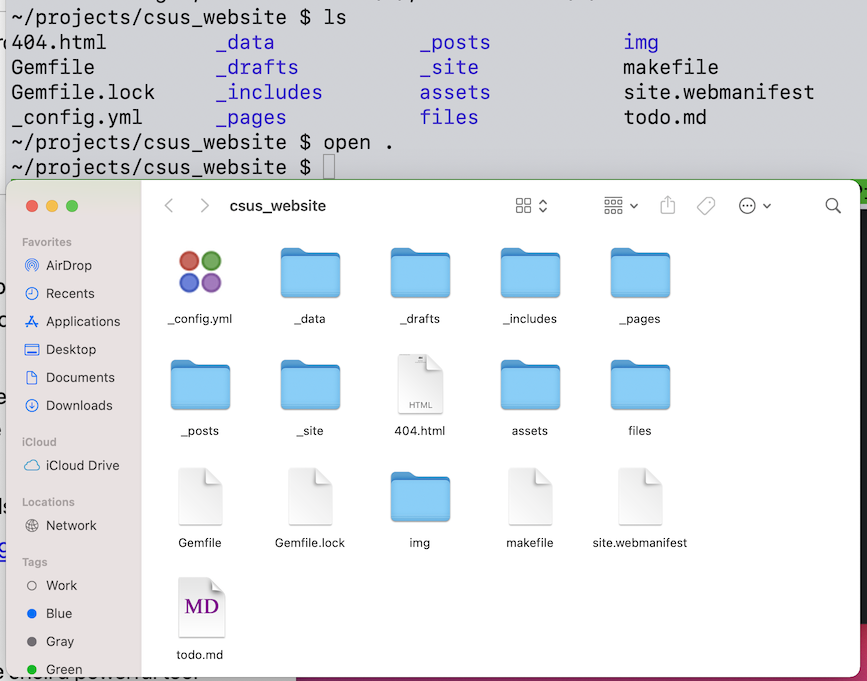 ~/projects/csus_website $ ls
404.html _data _posts img
Gemfile _drafts _site makefile
Gemfile.lock _includes assets site.webmanifest
_config.yml _pages files todo.md
~/projects/csus_website $ open .
~/projects/csus_website $
csus_website
Favorites
AirDrop
Recents
Applications
Desktop
Documents
Downloads
iCloud
iCloud Drive
Locations
Network
Tags
Work
Blue
Gray
Green
_config.yml _data _drafts _includes _pages
_posts _site 404.html assets files
HTML
Gemfile Gemfile.lock img makefile site.webmanifest
MD
todo.md
a powerful tool